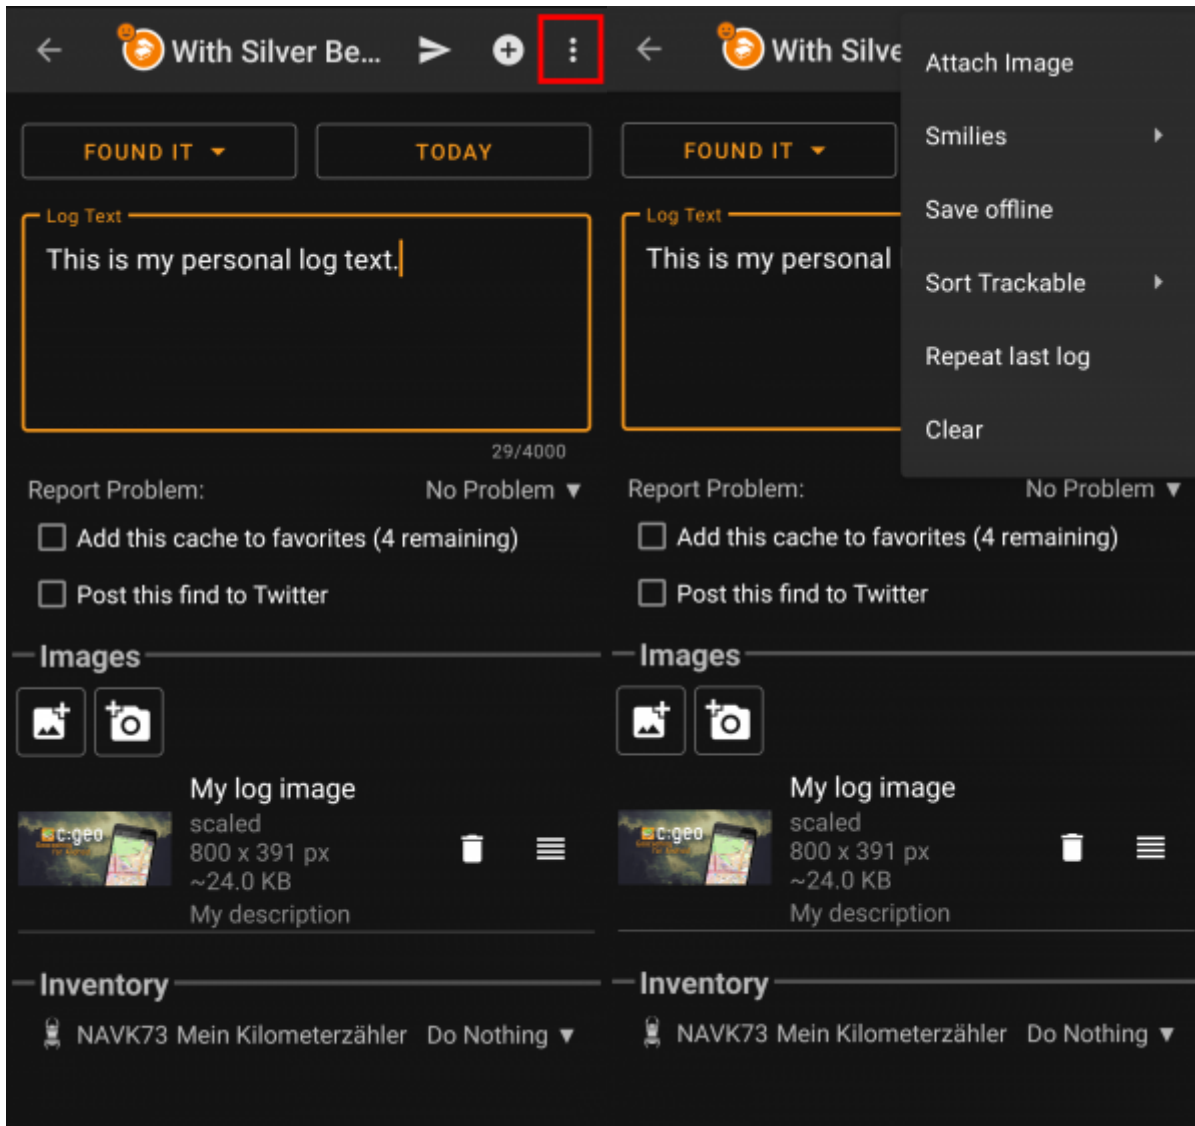 With Silver Be...
FOUND IT
TODAY
Log Text
This is my personal log text.
29/4000
Report Problem:
No Problem
Add this cache to favorites (4 remaining)
Post this find to Twitter
Images
My log image
scaled
800 x 391 px
~24.0 KB
My description
c:geo
Inventory
NAVK73 Mein Kilometerzähler
Do Nothing
With Silve
FOUND IT
Log Text
This is my personal
Attach Image
Smilies
Save offline
Sort Trackable
Repeat last log
Clear
Report Problem:
No Problem
Add this cache to favorites (4 remaining)
Post this find to Twitter
Images
My log image
scaled
800 x 391 px
~24.0 KB
My description
c:geo
Inventory
NAVK73 Mein Kilometerzähler
Do Nothing